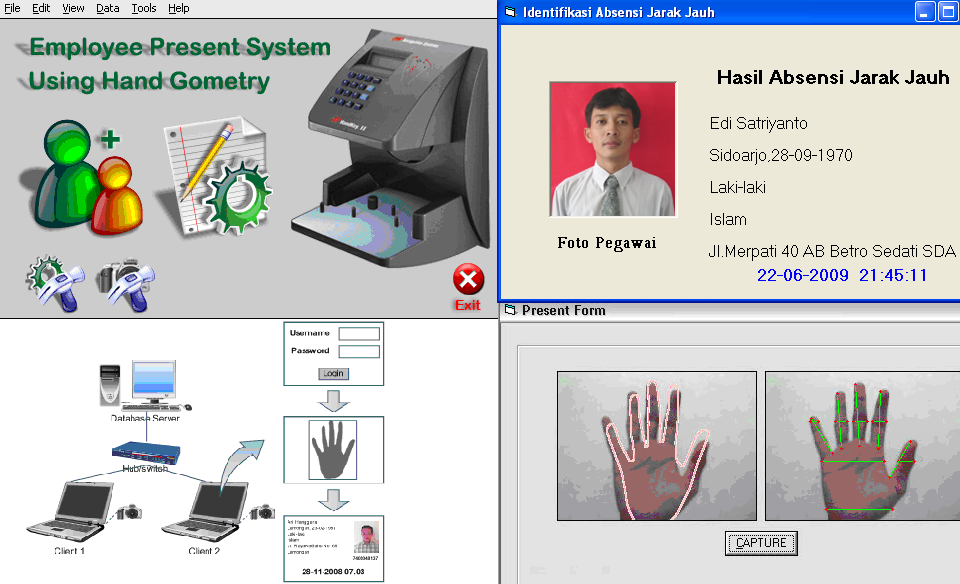 File Edit View Data Tools Help
Employee Present System
Using Hand Gometry
HandKey II
Exit
Identifikasi Absensi Jarak Jauh
Hasil Absensi Jarak Jauh
Edi Satriyanto
Sidoarjo,28-09-1970
Laki-laki
Islam
Jl.Merpati 40 AB Betro Sedati SDA
22-06-2009 21:45:11
Foto Pegawai
Database Server
Hub/switch
Client 1
Client 2
Username
Password
Login
Islam
28-11-2008 07.03
Present Form
CAPTURE